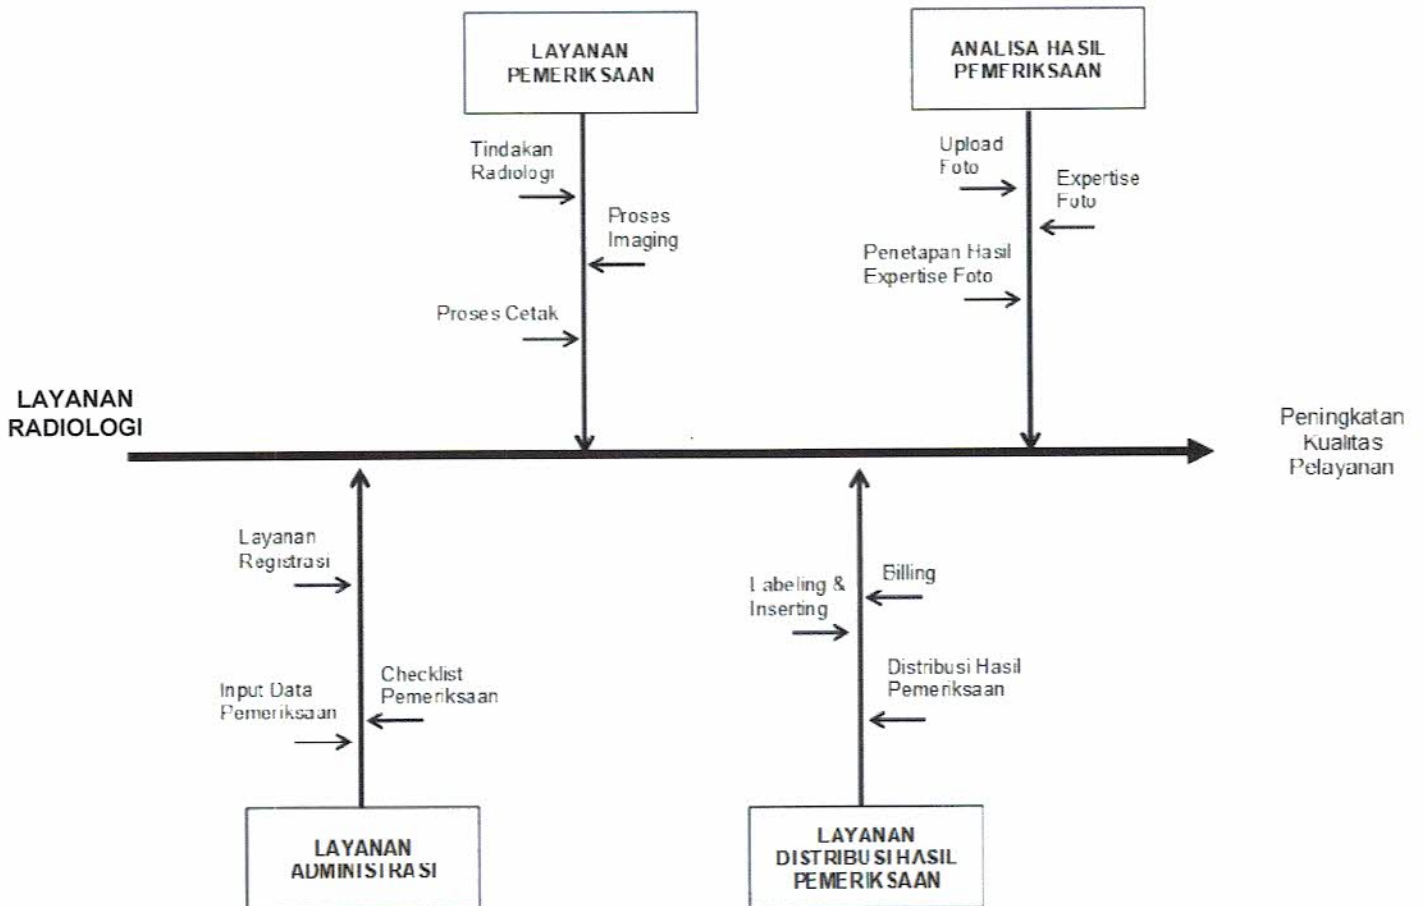 LAYANAN
PEMERIKSAAN
ANALISA HASIL
PEMERIKSAAN
Tindakan
Radiologi
Proses
Imaging
Proses Cetak
Upload
Foto
Expertise
Foto
Penetapan Hasil
Expertise Foto
LAYANAN
RADIOLOGI
Peningkatan
Kualitas
Pelayanan
Layanan
Registrasi
Input Data
Pemeriksaan
Checklist
Pemeriksaan
Labeling &
Inserting
Billing
Distribusi Hasil
Pemeriksaan
LAYANAN
ADMINISTRASI
LAYANAN
DISTRIBUSI HASIL
PEMERIKSAAN